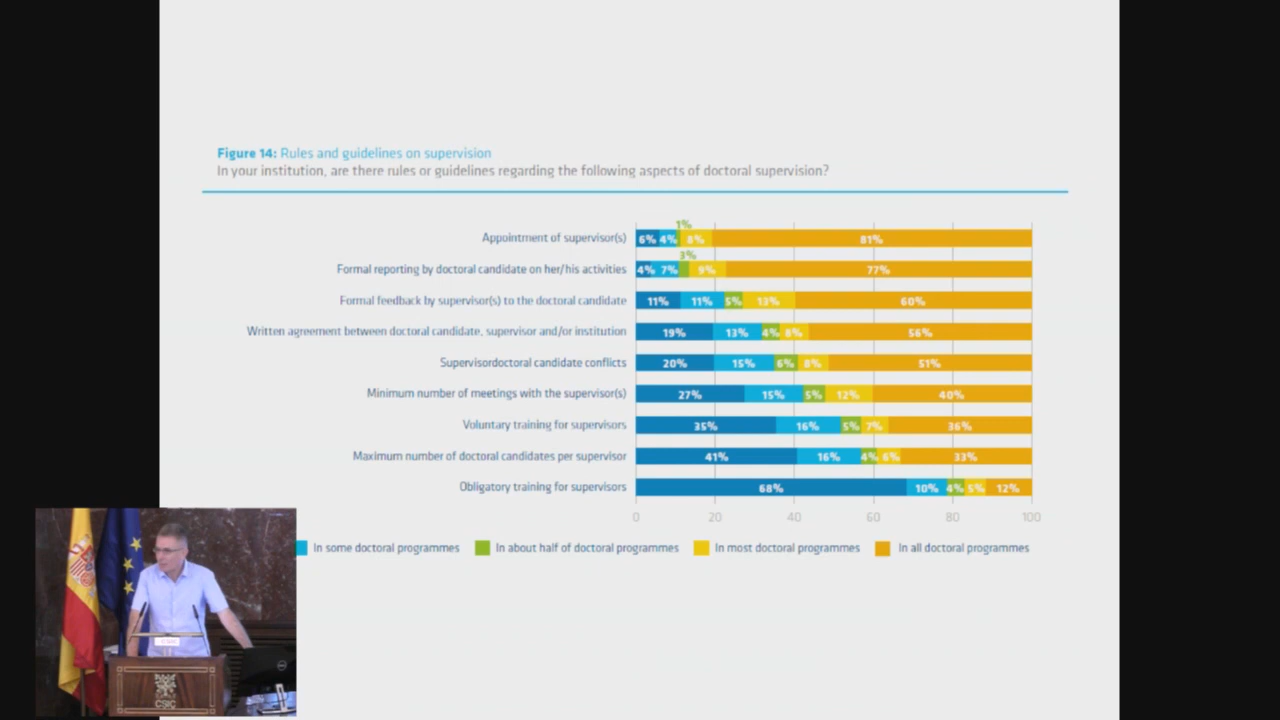 Figure 14: Rules and guidelines on supervision
In your institution, are there rules or guidelines regarding the following aspects of doctoral supervision?
1%
Appointment of supervisor(s) 6% 4% 8% 81%
3%
Formal reporting by doctoral candidate on her/his activities 4% 7% 9% 77%
Formal feedback by supervisor(s) to the doctoral candidate 11% 11% 5% 13% 60%
Written agreement between doctoral candidate, supervisor and/or institution 19% 13% 4% 8% 56%
Supervisordoctoral candidate conflicts 20% 15% 6% 8% 51%
Minimum number of meetings with the supervisor(s) 27% 15% 5% 12% 40%
Voluntary training for supervisors 35% 16% 5% 7% 36%
Maximum number of doctoral candidates per supervisor 41% 16% 4% 6% 33%
Obligatory training for supervisors 68% 10% 4% 5% 12%
0 20 40 60 80 100
In some doctoral programmes In about half of doctoral programmes In most doctoral programmes In all doctoral programmes
CSIC